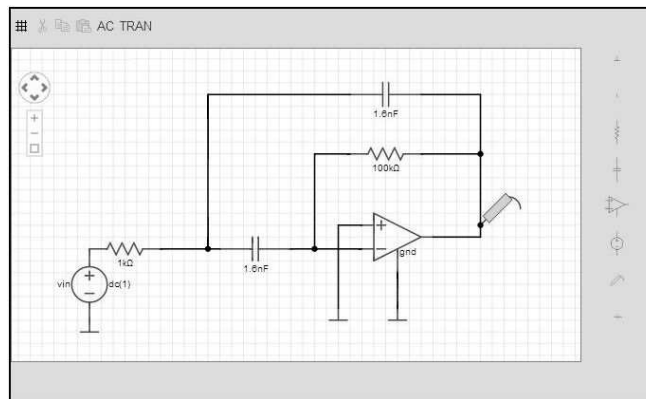 AC TRAN
1.6nF
100kΩ
gnd
1kΩ
1.6nF
vin
dc(1)